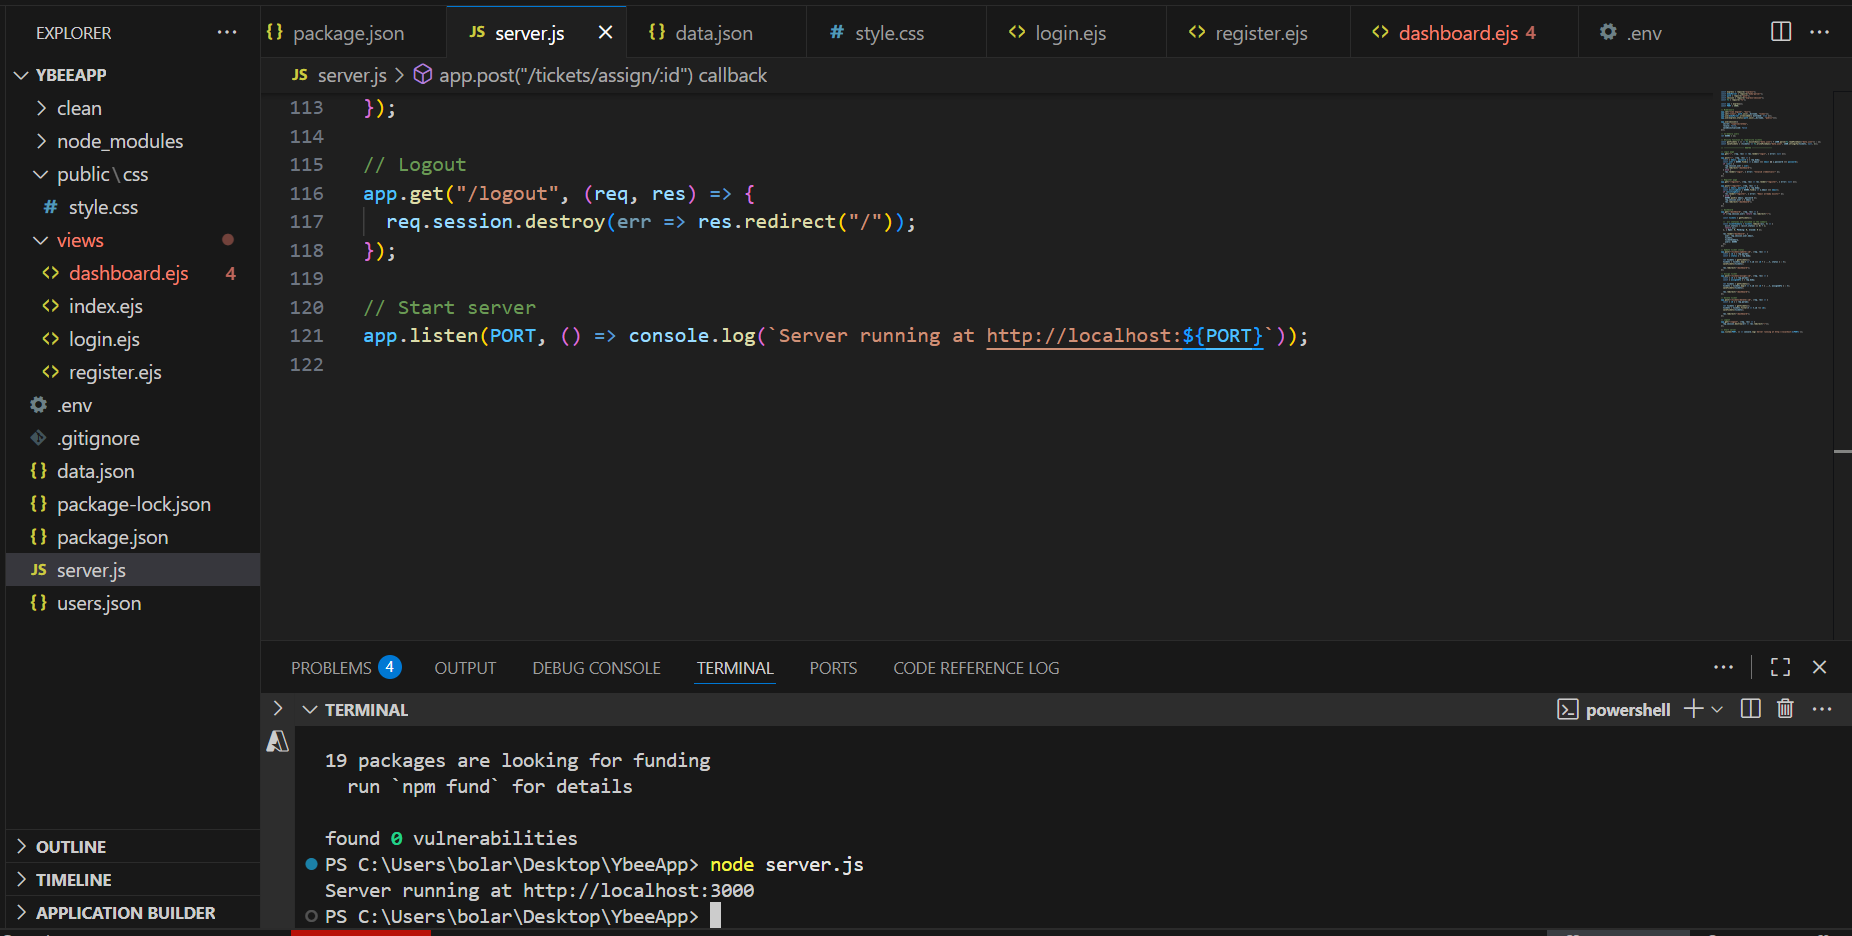 EXPLORER
YBEEAPP
clean
node_modules
public\css
# style.css
views
<> dashboard.ejs 4
<> index.ejs
<> login.ejs
<> register.ejs
.env
.gitignore
{} data.json
{} package-lock.json
{} package.json
JS server.js
{} users.json
OUTLINE
TIMELINE
APPLICATION BUILDER
{} package.json JS server.js {} data.json # style.css <> login.ejs <> register.ejs <> dashboard.ejs 4 .env
JS server.js > app.post("/tickets/assign/:id") callback
113 });
114
115 // Logout
116 app.get("/logout", (req, res) => {
117 req.session.destroy(err => res.redirect("/"));
118 });
119
120 // Start server
121 app.listen(PORT, () => console.log(`Server running at http://localhost:${PORT}`));
122
PROBLEMS 4 OUTPUT DEBUG CONSOLE TERMINAL PORTS CODE REFERENCE LOG
TERMINAL powershell
19 packages are looking for funding
run `npm fund` for details
found 0 vulnerabilities
PS C:\Users\bolar\Desktop\YbeeApp> node server.js
Server running at http://localhost:3000
PS C:\Users\bolar\Desktop\YbeeApp>